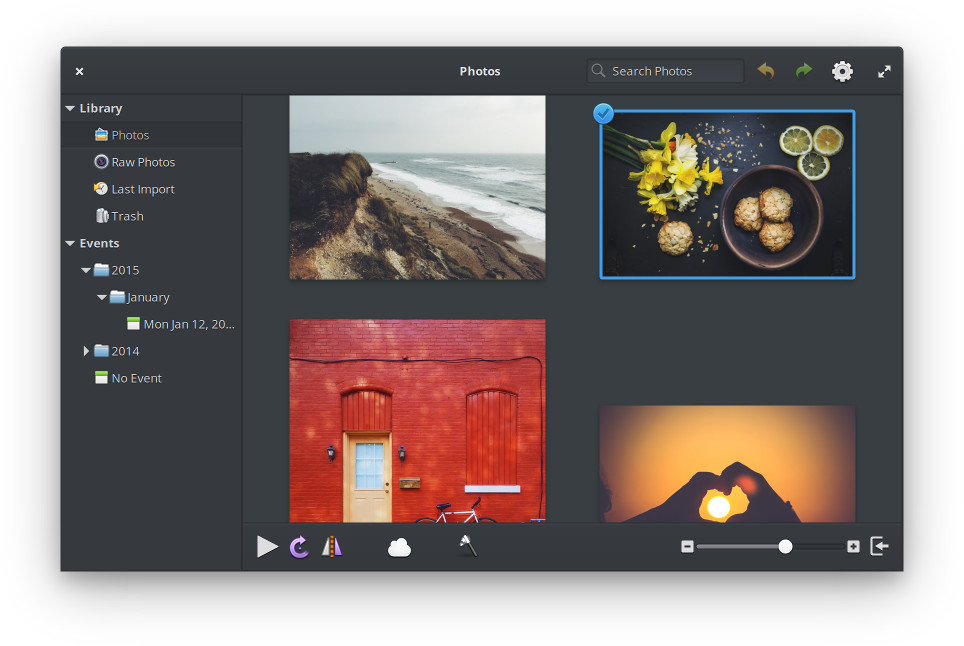 Photos
Search Photos
Library
Photos
Raw Photos
Last Import
Trash
Events
2015
January
Mon Jan 12, 20...
2014
No Event